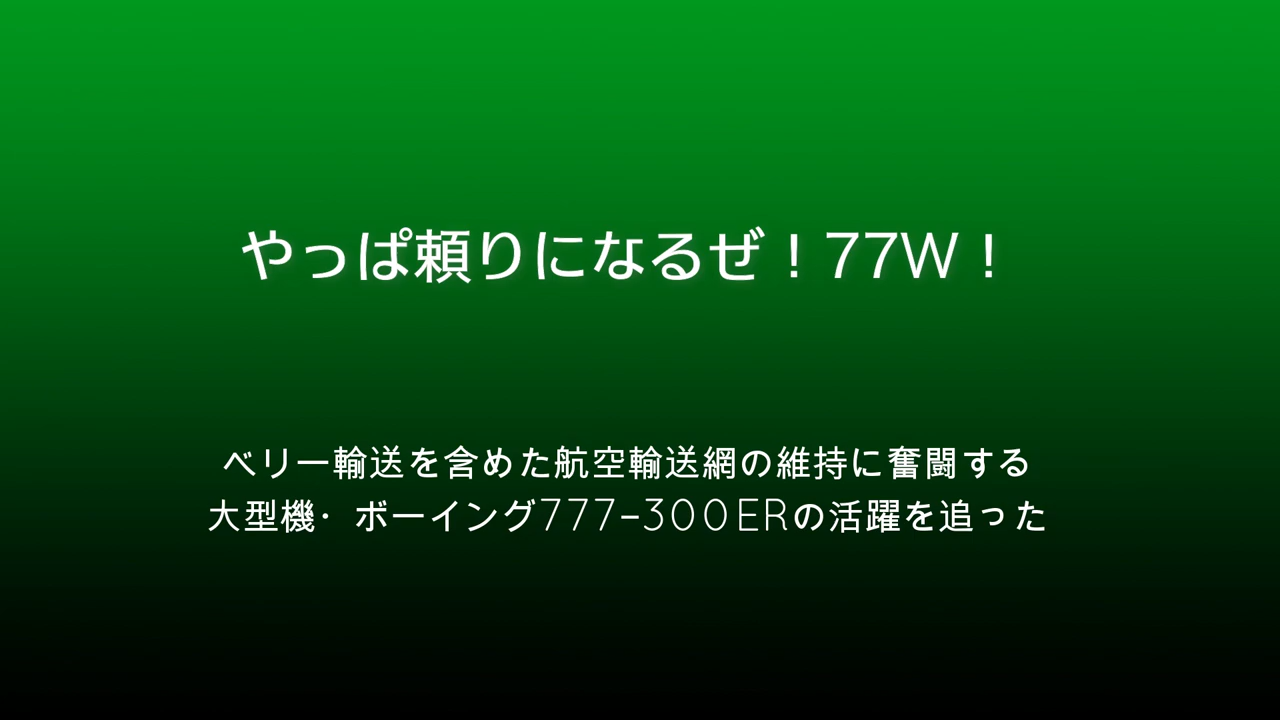 やっぱ頼りになるぜ！77W！
ベリー輸送を含めた航空輸送網の維持に奮闘する
大型機・ボーイング777-300ERの活躍を追った